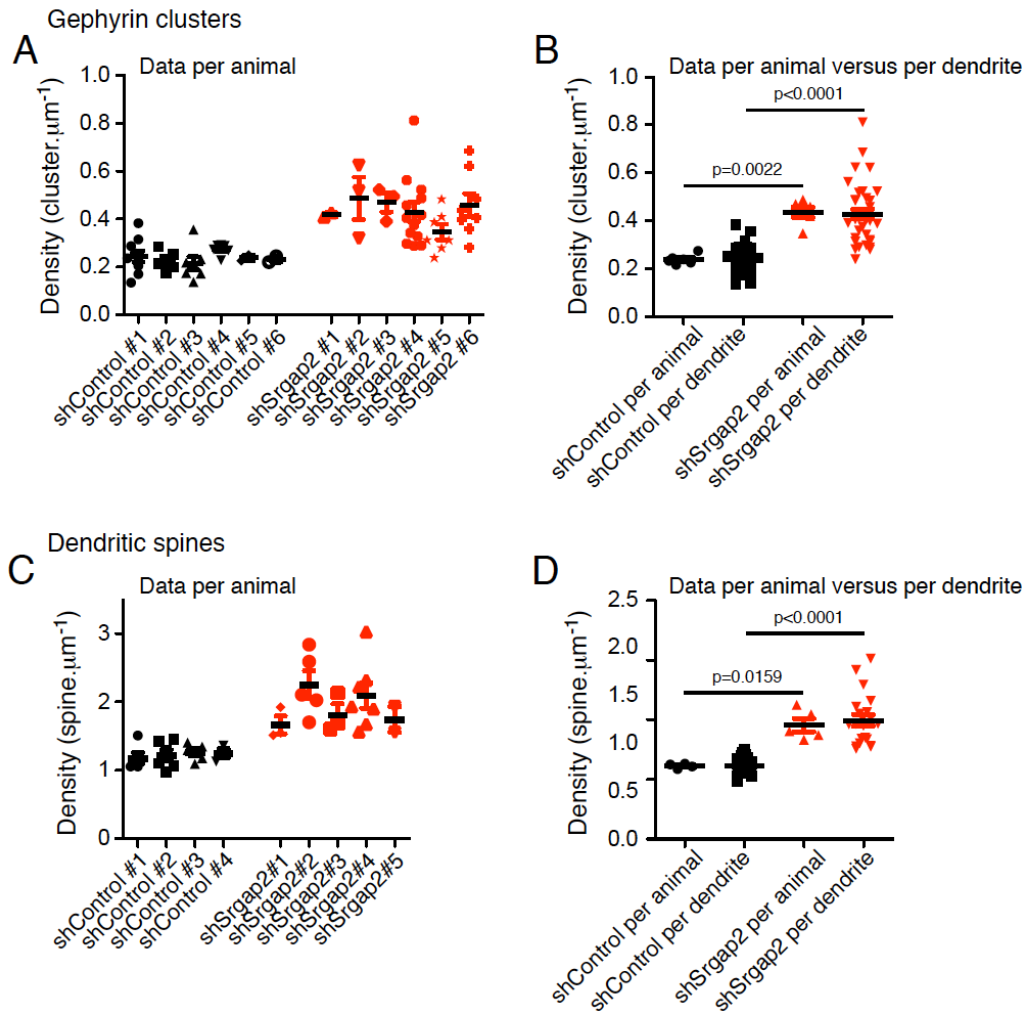 Gephyrin clusters
A
Data per animal
Density (cluster.μm-1)
1.0
0.8
0.6
0.4
0.2
0.0
shControl #1
shControl #2
shControl #3
shControl #4
shControl #5
shControl #6
shSrgap2 #1
shSrgap2 #2
shSrgap2 #3
shSrgap2 #4
shSrgap2 #5
shSrgap2 #6
B
Data per animal versus per dendrite
Density (cluster.μm-1)
1.0
0.8
0.6
0.4
0.2
0.0
p<0.0001
p=0.0022
shControl per animal
shControl per dendrite
shSrgap2 per animal
shSrgap2 per dendrite
Dendritic spines
C
Data per animal
Density (spine.μm-1)
3
2
1
0
shControl #1
shControl #2
shControl #3
shControl #4
shSrgap2#1
shSrgap2#2
shSrgap2#3
shSrgap2#4
shSrgap2#5
D
Data per animal versus per dendrite
Density (spine.μm-1)
2.5
2.0
1.5
1.0
0.5
0.0
p<0.0001
p=0.0159
shControl per animal
shControl per dendrite
shSrgap2 per animal
shSrgap2 per dendrite